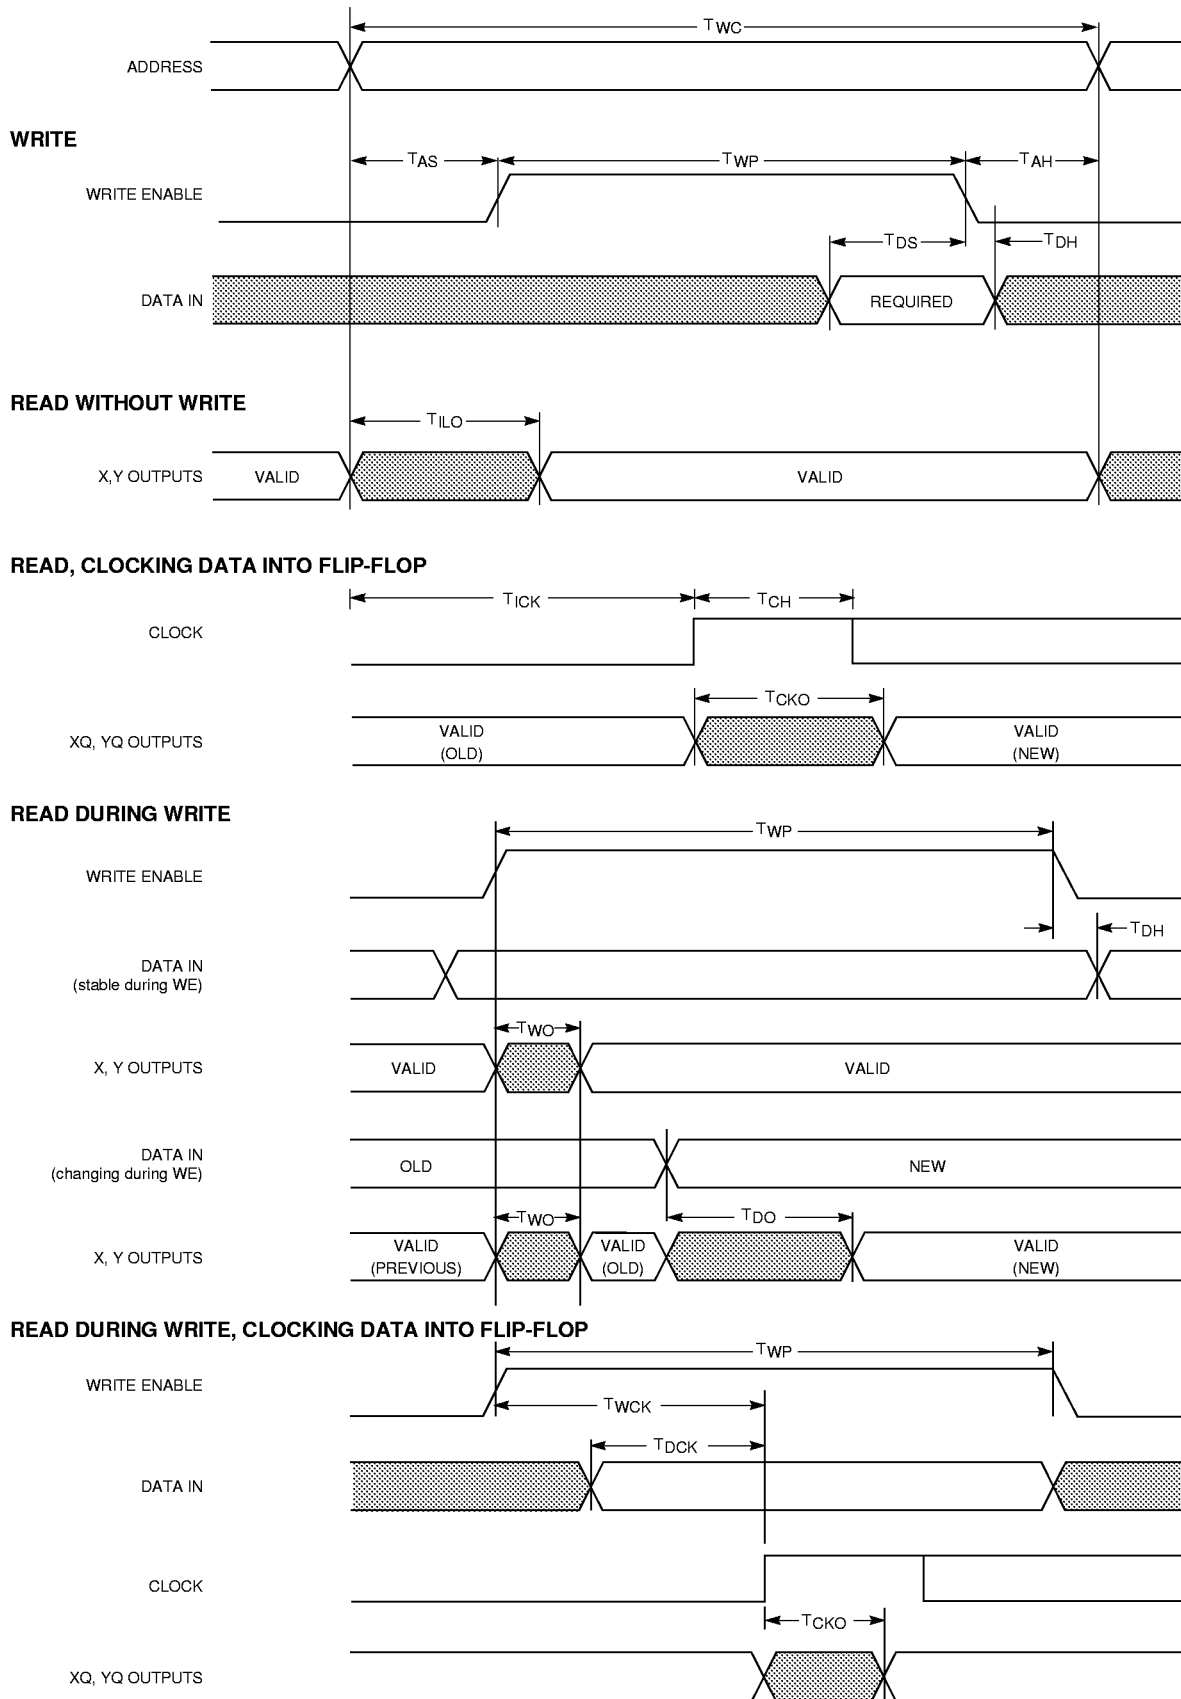 TWC
ADDRESS
WRITE
TAS TWP TAH
WRITE ENABLE
TDS TDH
DATA IN REQUIRED
READ WITHOUT WRITE
TILO
X,Y OUTPUTS VALID VALID
READ, CLOCKING DATA INTO FLIP-FLOP
TICK TCH
CLOCK
TCKO
XQ, YQ OUTPUTS
VALID
(OLD)
VALID
(NEW)
READ DURING WRITE
TWP
WRITE ENABLE
TDH
DATA IN
(stable during WE)
TWO
X, Y OUTPUTS VALID VALID
DATA IN
(changing during WE)
OLD NEW
TWO TDO
X, Y OUTPUTS
VALID
(PREVIOUS)
VALID
(OLD)
VALID
(NEW)
READ DURING WRITE, CLOCKING DATA INTO FLIP-FLOP
TWP
WRITE ENABLE
TWCK
TDCK
DATA IN
CLOCK
TCKO
XQ, YQ OUTPUTS